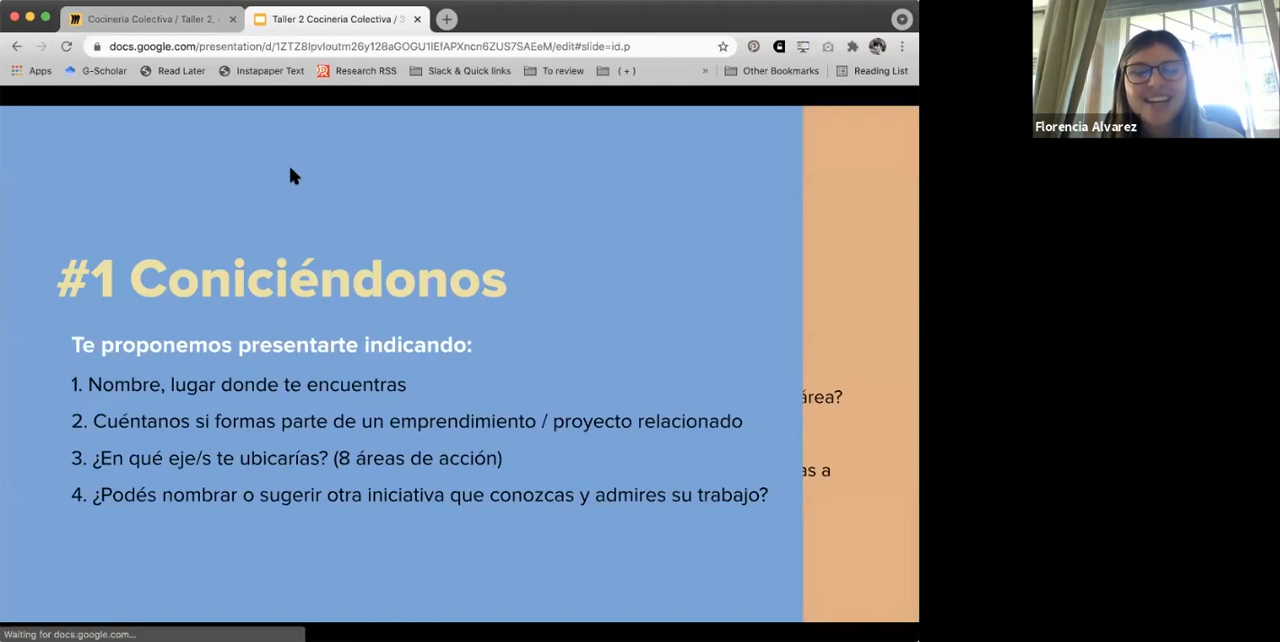 Cocineria Colectiva / Taller 2, -
Taller 2 Cocineria Colectiva / 3
docs.google.com/presentation/d/1ZTZ8Ipvloutm26y128aGOGU1lEfAPXncn6ZUS7SAEeM/edit#slide=id.p
Apps G-Scholar Read Later Instapaper Text Research RSS Slack & Quick links To review ( + ) » Other Bookmarks Reading List
Florencia Alvarez
#1 Coniciéndonos
Te proponemos presentarte indicando:
1. Nombre, lugar donde te encuentras
área?
2. Cuéntanos si formas parte de un emprendimiento / proyecto relacionado
3. ¿En qué eje/s te ubicarías? (8 áreas de acción)
as a
4. ¿Podés nombrar o sugerir otra iniciativa que conozcas y admires su trabajo?
Waiting for docs.google.com...